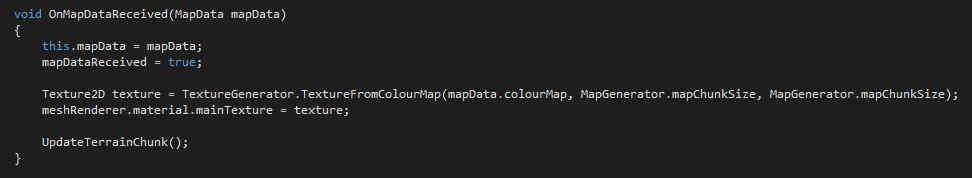 void OnMapDataReceived(MapData mapData)
{
    this.mapData = mapData;
    mapDataReceived = true;

    Texture2D texture = TextureGenerator.TextureFromColourMap(mapData.colourMap, MapGenerator.mapChunkSize, MapGenerator.mapChunkSize);
    meshRenderer.material.mainTexture = texture;

    UpdateTerrainChunk();
}